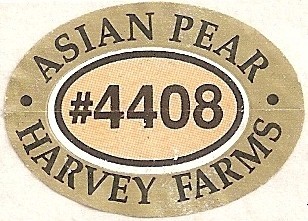 • ASIAN PEAR •
#4408
HARVEY FARMS